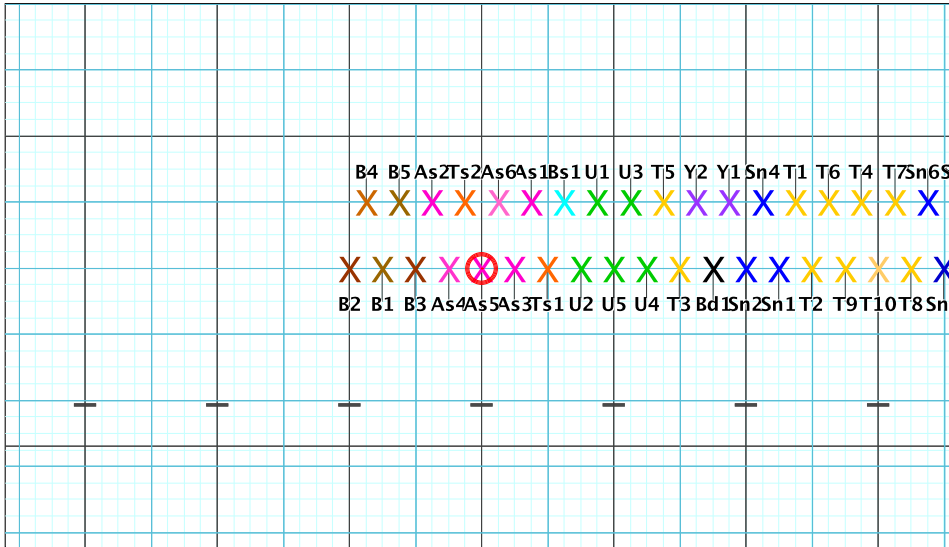 B4 B5 As2 Ts2 As6 As1 Bs1 U1 U3 T5 Y2 Y1 Sn4 T1 T6 T4 T7 Sn6 S
B2 B1 B3 As4 As5 As3 Ts1 U2 U5 U4 T3 Bd1 Sn2 Sn1 T2 T9 T10 T8 Sn